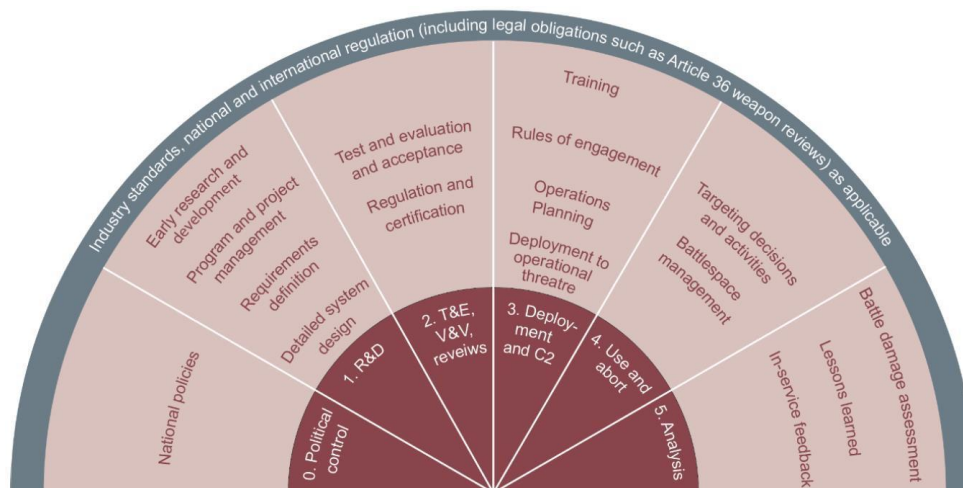 Industry standards, national and international regulation (including legal obligations such as Article 36 weapon reviews) as applicable
National policies
Early research and
development
Program and project
management
Requirements
definition
Detailed system
design
Test and evaluation
and acceptance
Regulation and
certification
Training
Rules of engagement
Operations
Planning
Deployment to
operational
threatre
Targeting decisions
and activities
Battlespace
management
Battle damage assessment
Lessons learned
In-service feedback
0. Political
control
1. R&D
2. T&E,
V&V,
reveiws
3. Deploy-
ment
and C2
4. Use and
abort
5. Analysis